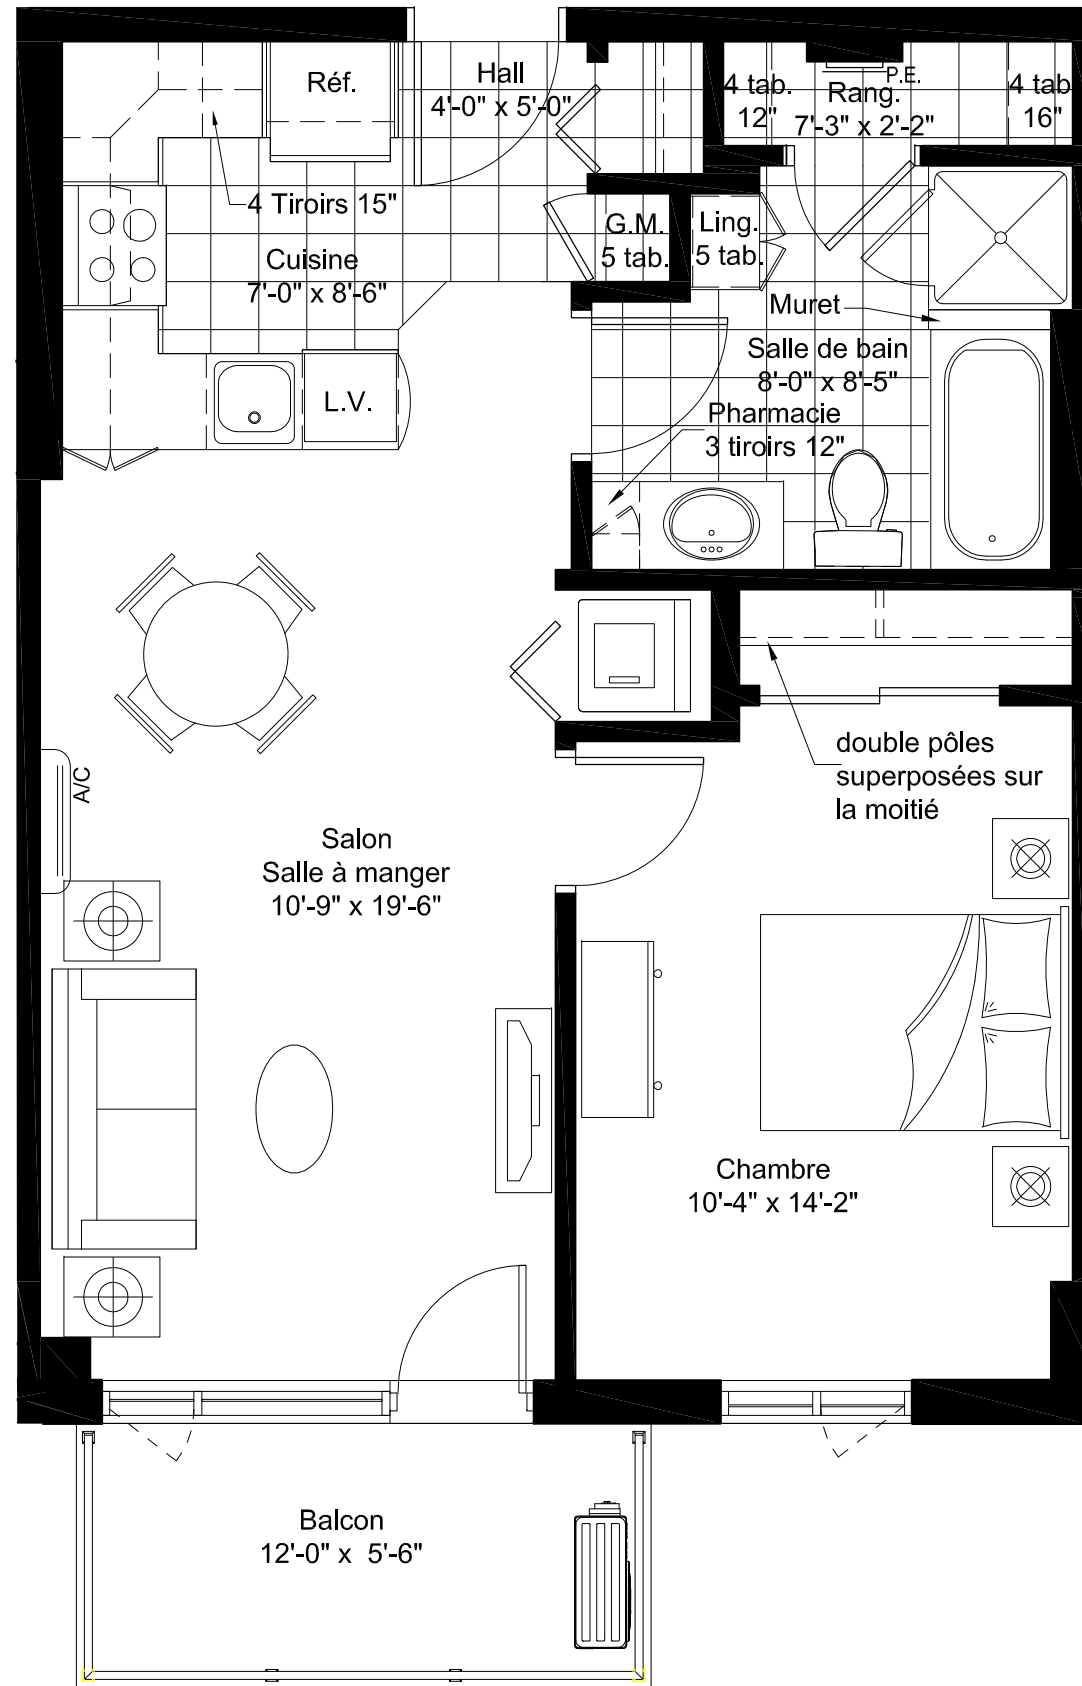 Réf.
Hall
4'-0" x 5'-0"
4 tab.
12"
P.E.
Rang.
7'-3" x 2'-2"
4 tab
16"
4 Tiroirs 15"
Cuisine
7'-0" x 8'-6"
G.M.
5 tab.
Ling.
5 tab.
Muret
Salle de bain
8'-0" x 8'-5"
L.V.
Pharmacie
3 tiroirs 12"
double pôles
superposées sur
la moitié
A/C
Salon
Salle à manger
10'-9" x 19'-6"
Chambre
10'-4" x 14'-2"
Balcon
12'-0" x 5'-6"